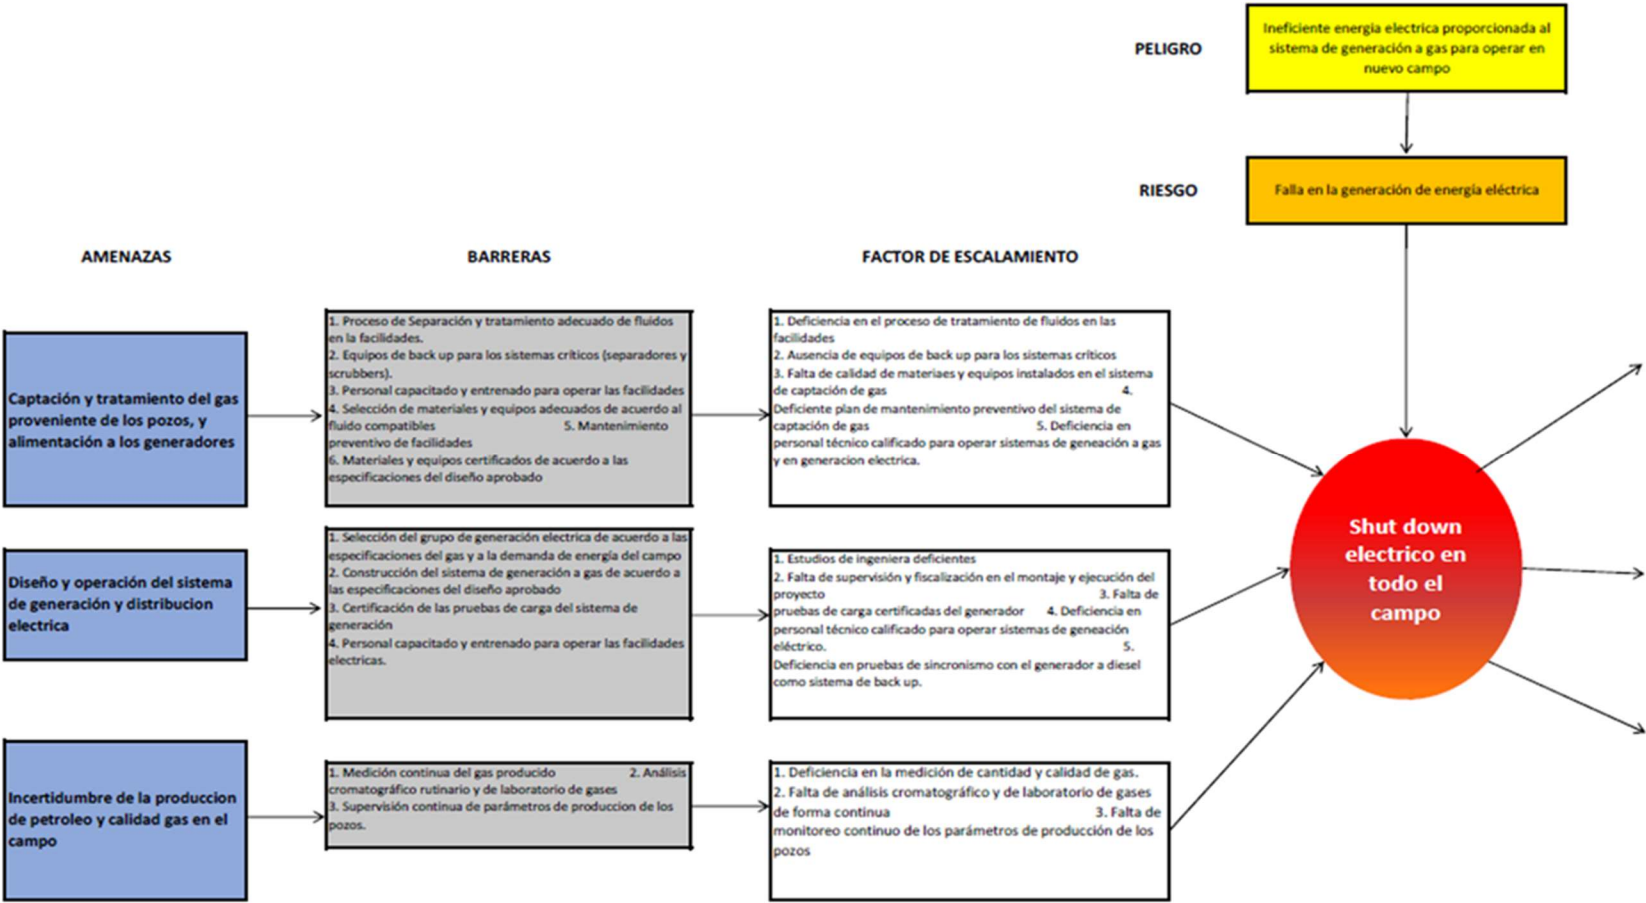 PELIGRO
Ineficiente energia electrica proporcionada al
sistema de generación a gas para operar en
nuevo campo
RIESGO
Falla en la generación de energía eléctrica
AMENAZAS
BARRERAS
FACTOR DE ESCALAMIENTO
Captación y tratamiento del gas
proveniente de los pozos, y
alimentación a los generadores
1. Proceso de Separación y tratamiento adecuado de fluidos
en la facilidades.
2. Equipos de back up para los sistemas críticos (separadores y
scrubbers).
3. Personal capacitado y entrenado para operar las facilidades
4. Selección de materiales y equipos adecuados de acuerdo al
fluido compatibles 5. Mantenimiento
preventivo de facilidades
6. Materiales y equipos certificados de acuerdo a las
especificaciones del diseño aprobado
1. Deficiencia en el proceso de tratamiento de fluidos en las
facilidades
2. Ausencia de equipos de back up para los sistemas críticos
3. Falta de calidad de materiaes y equipos instalados en el sistema
de captación de gas 4.
Deficiente plan de mantenimiento preventivo del sistema de
captación de gas 5. Deficiencia en
personal técnico calificado para operar sistemas de geneación a gas
y en generacion electrica.
Diseño y operación del sistema
de generación y distribucion
electrica
1. Selección del grupo de generación electrica de acuerdo a las
especificaciones del gas y a la demanda de energía del campo
2. Construcción del sistema de generación a gas de acuerdo a
las especificaciones del diseño aprobado
3. Certificación de las pruebas de carga del sistema de
generación
4. Personal capacitado y entrenado para operar las facilidades
electricas.
1. Estudios de ingeniera deficientes
2. Falta de supervisión y fiscalización en el montaje y ejecución del
proyecto 3. Falta de
pruebas de carga certificadas del generador 4. Deficiencia en
personal técnico calificado para operar sistemas de geneación
eléctrico. 5.
Deficiencia en pruebas de sincronismo con el generador a diesel
como sistema de back up.
Shut down
electrico en
todo el
campo
Incertidumbre de la produccion
de petroleo y calidad gas en el
campo
1. Medición continua del gas producido 2. Análisis
cromatográfico rutinario y de laboratorio de gases
3. Supervisión continua de parámetros de produccion de los
pozos.
1. Deficiencia en la medición de cantidad y calidad de gas.
2. Falta de análisis cromatográfico y de laboratorio de gases
de forma continua 3. Falta de
monitoreo continuo de los parámetros de producción de los
pozos